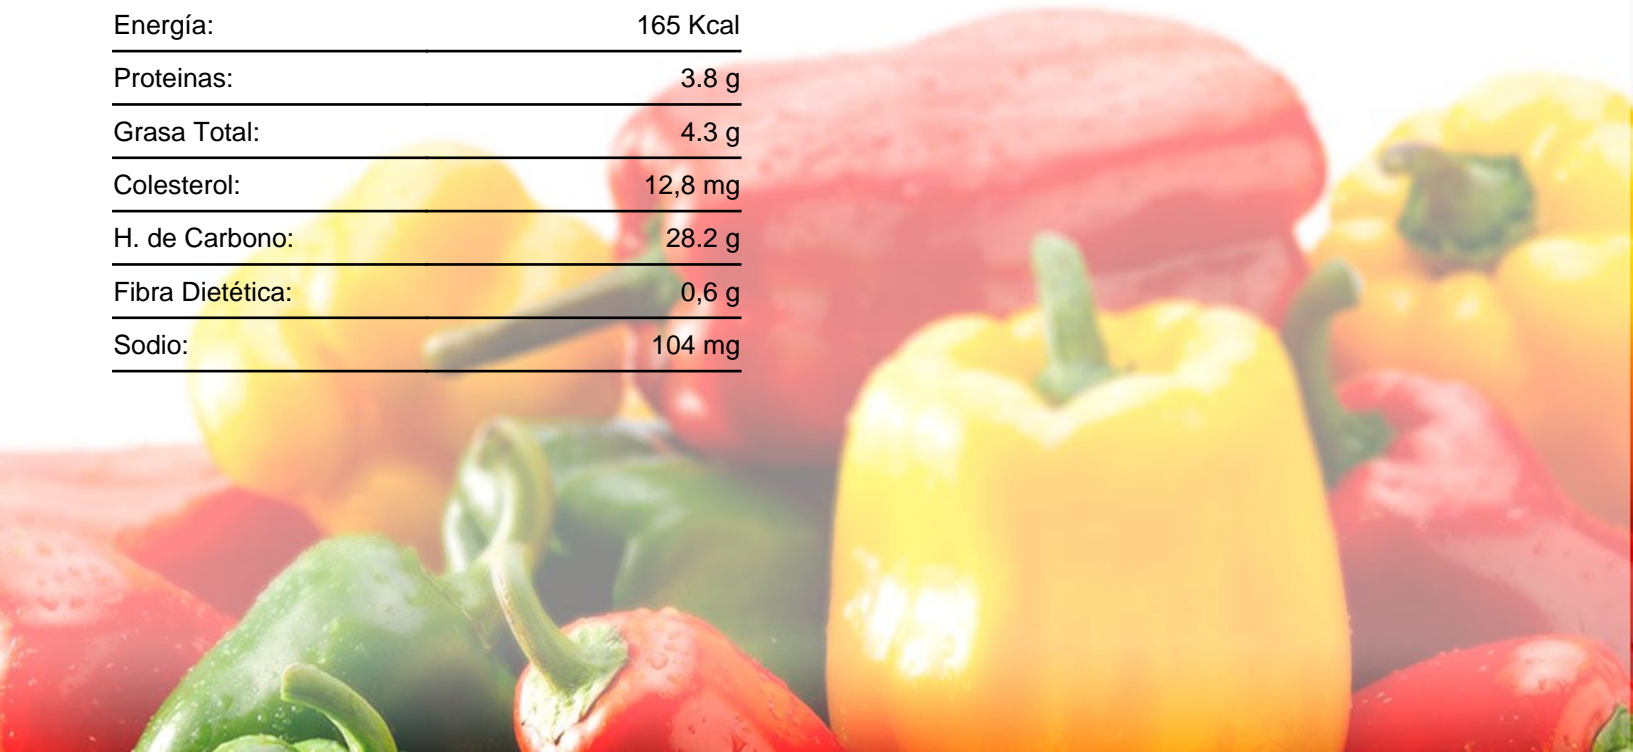 Energía: 165 Kcal
Proteinas: 3.8 g
Grasa Total: 4.3 g
Colesterol: 12,8 mg
H. de Carbono: 28.2 g
Fibra Dietética: 0,6 g
Sodio: 104 mg